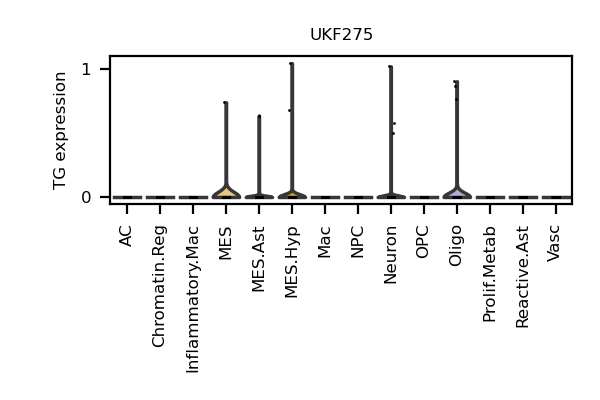 UKF275
TG expression
1
0
AC
Chromatin.Reg
Inflammatory.Mac
MES
MES.Ast
MES.Hyp
Mac
NPC
Neuron
OPC
Oligo
Prolif.Metab
Reactive.Ast
Vasc